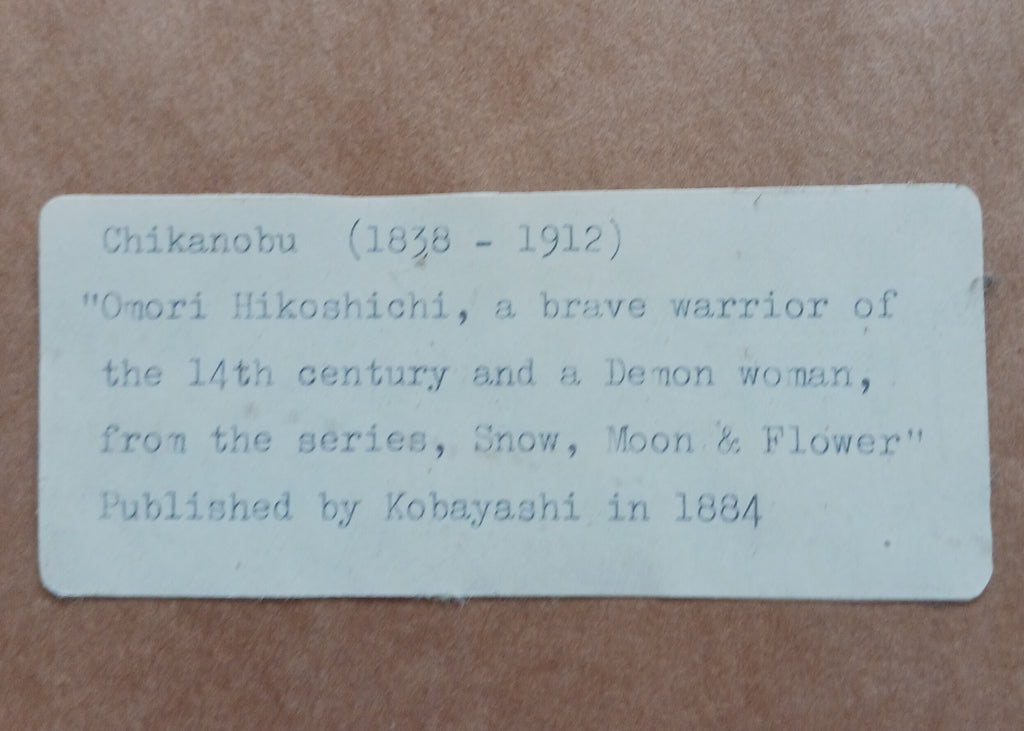 Chikanobu (1838 - 1912)
"Omori Hikoshichi, a brave warrior of
the 14th century and a Demon woman,
from the series, Snow, Moon & Flower"
Published by Kobayashi in 1884